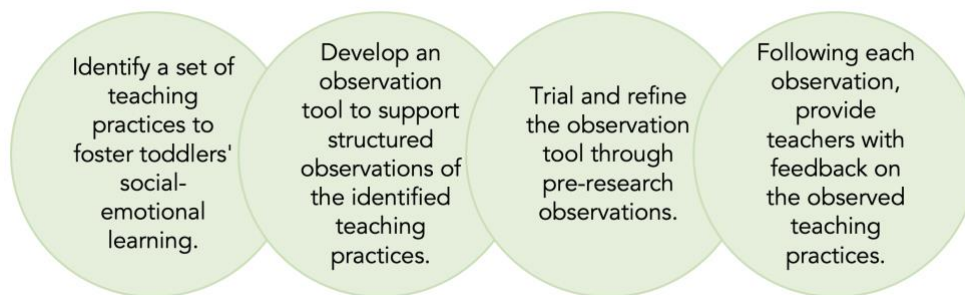 Identify a set of
teaching
practices to
foster toddlers'
social-
emotional
learning.
Develop an
observation
tool to support
structured
observations of
the identified
teaching
practices.
Trial and refine
the observation
tool through
pre-research
observations.
Following each
observation,
provide
teachers with
feedback on
the observed
teaching
practices.